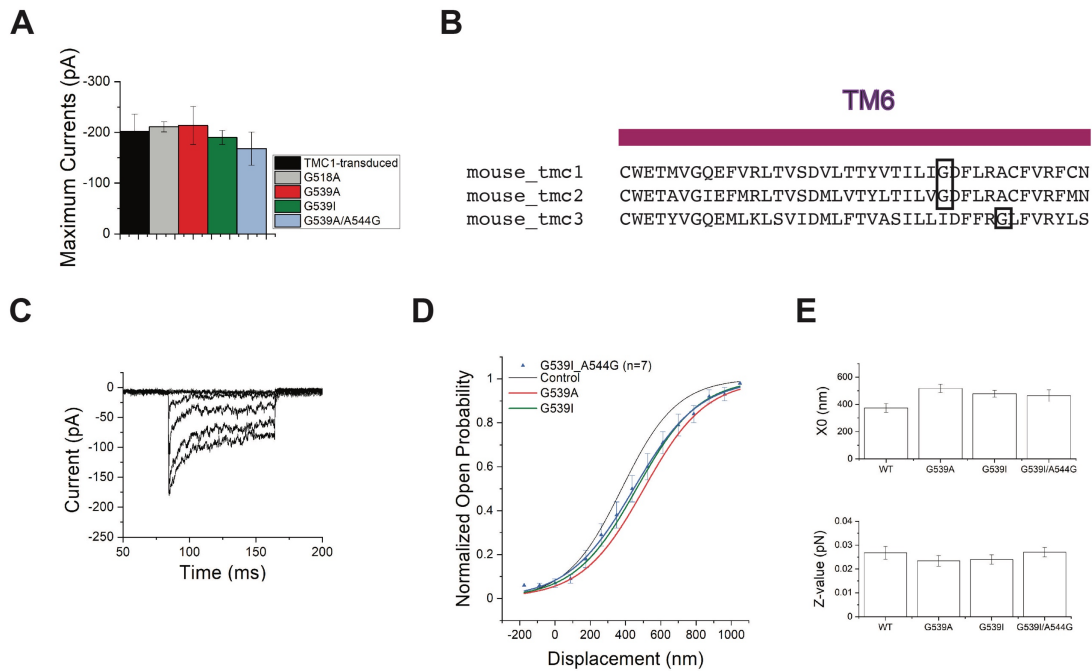 A
Maximum Currents (pA)
-300
-200
-100
0
TMC1-transduced
G518A
G539A
G539I
G539A/A544G
B
TM6
mouse_tmc1 CWETMVGQEFVRLTVSDVLTTYVTILIGDFLRACFVRFCN
mouse_tmc2 CWETAVGIEFMRLTVSDMLVTYLTILVGDFLRACFVRFMN
mouse_tmc3 CWETYVGQEMLKLSVIDMLFTVASILLIDFFRGLFVRYLS
C
Current (pA)
0
-50
-100
-150
-200
-250
50 100 150 200
Time (ms)
D
Normalized Open Probability
1.0
0.8
0.6
0.4
0.2
0.0
G539I_A544G (n=7)
Control
G539A
G539I
-200 0 200 400 600 800 1000
Displacement (nm)
E
X0 (nm)
600
400
200
0
WT G539A G539I G539I/A544G
Z-value (pN)
0.04
0.03
0.02
0.01
0
WT G539A G539I G539I/A544G